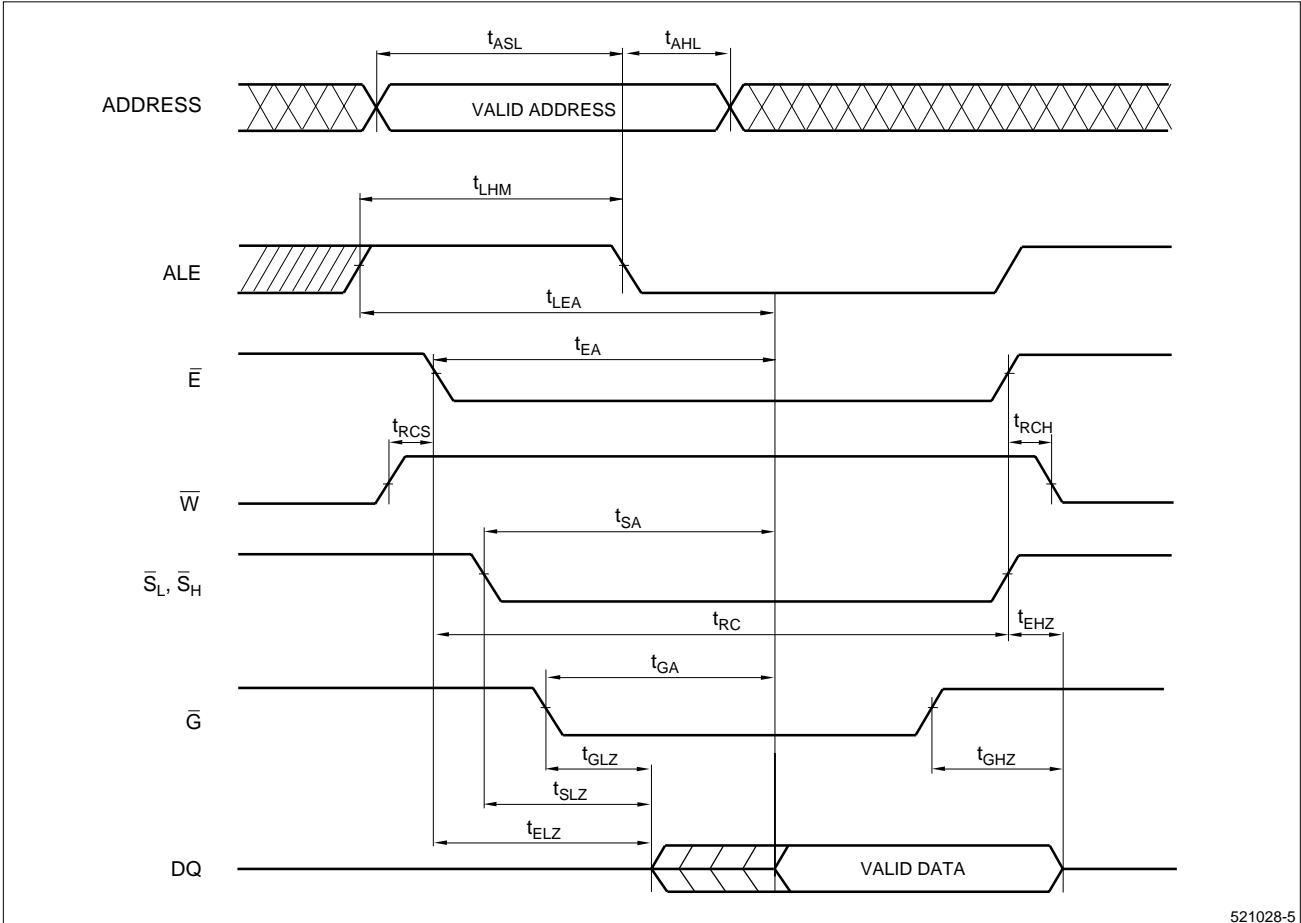 tASL tAHL
ADDRESS VALID ADDRESS
tLHM
ALE
tLEA
tEA
E̅
tRCS tRCH
W̅
tSA
S̅L, S̅H
tRC tEHZ
tGA
G̅
tGLZ tGHZ
tSLZ
tELZ
DQ VALID DATA
521028-5